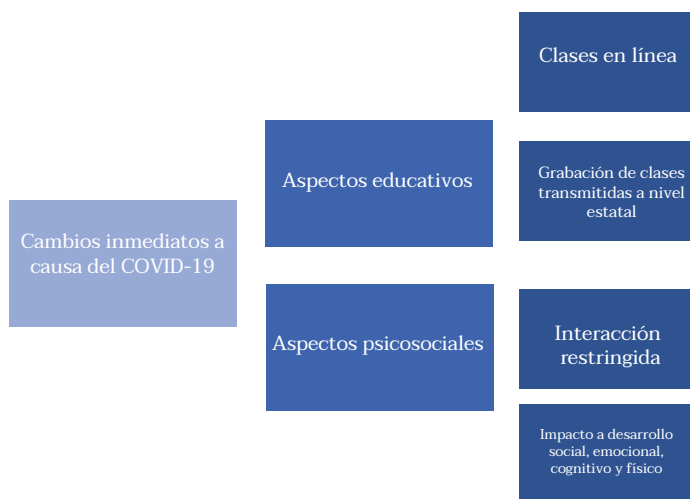 Cambios inmediatos a
causa del COVID-19
Aspectos educativos
Clases en línea
Grabación de clases
transmitidas a nivel
estatal
Aspectos psicosociales
Interacción
restringida
Impacto a desarrollo
social, emocional,
cognitivo y físico